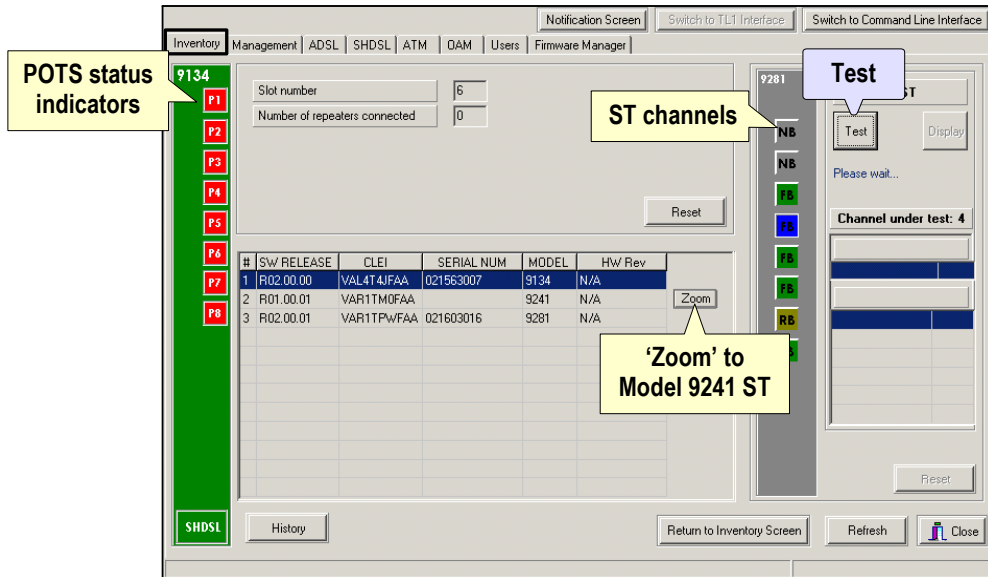 Notification Screen
Switch to TL1 Interface
Switch to Command Line Interface
Inventory
Management
ADSL
SHDSL
ATM
OAM
Users
Firmware Manager
POTS status
indicators
9134
P1
P2
P3
P4
P5
P6
P7
P8
SHDSL
Slot number
6
Number of repeaters connected
0
Reset
# SW RELEASE CLEI SERIAL NUM MODEL HW Rev
1 R02.00.00 VAL4T4JFAA 021563007 9134 N/A
2 R01.00.01 VAR1TM0FAA 9241 N/A
3 R02.00.01 VAR1TPWFAA 021603016 9281 N/A
Zoom
'Zoom' to
Model 9241 ST
ST channels
9281
NB
NB
FB
FB
FB
FB
RB
Test
ST
Test
Display
Please wait...
Channel under test: 4
Reset
History
Return to Inventory Screen
Refresh
Close